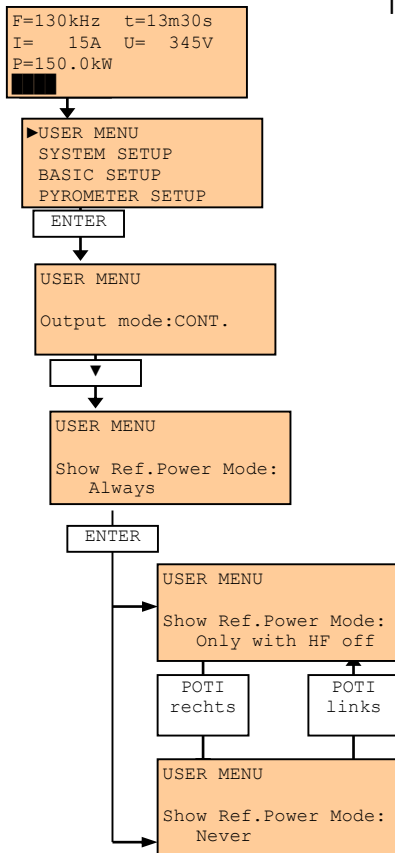 F=130kHz t=13m30s
I= 15A U= 345V
P=150.0kW
►USER MENU
SYSTEM SETUP
BASIC SETUP
PYROMETER SETUP
ENTER
USER MENU
Output mode:CONT.
▼
USER MENU
Show Ref.Power Mode:
Always
ENTER
USER MENU
Show Ref.Power Mode:
Only with HF off
POTI
rechts
POTI
links
USER MENU
Show Ref.Power Mode:
Never